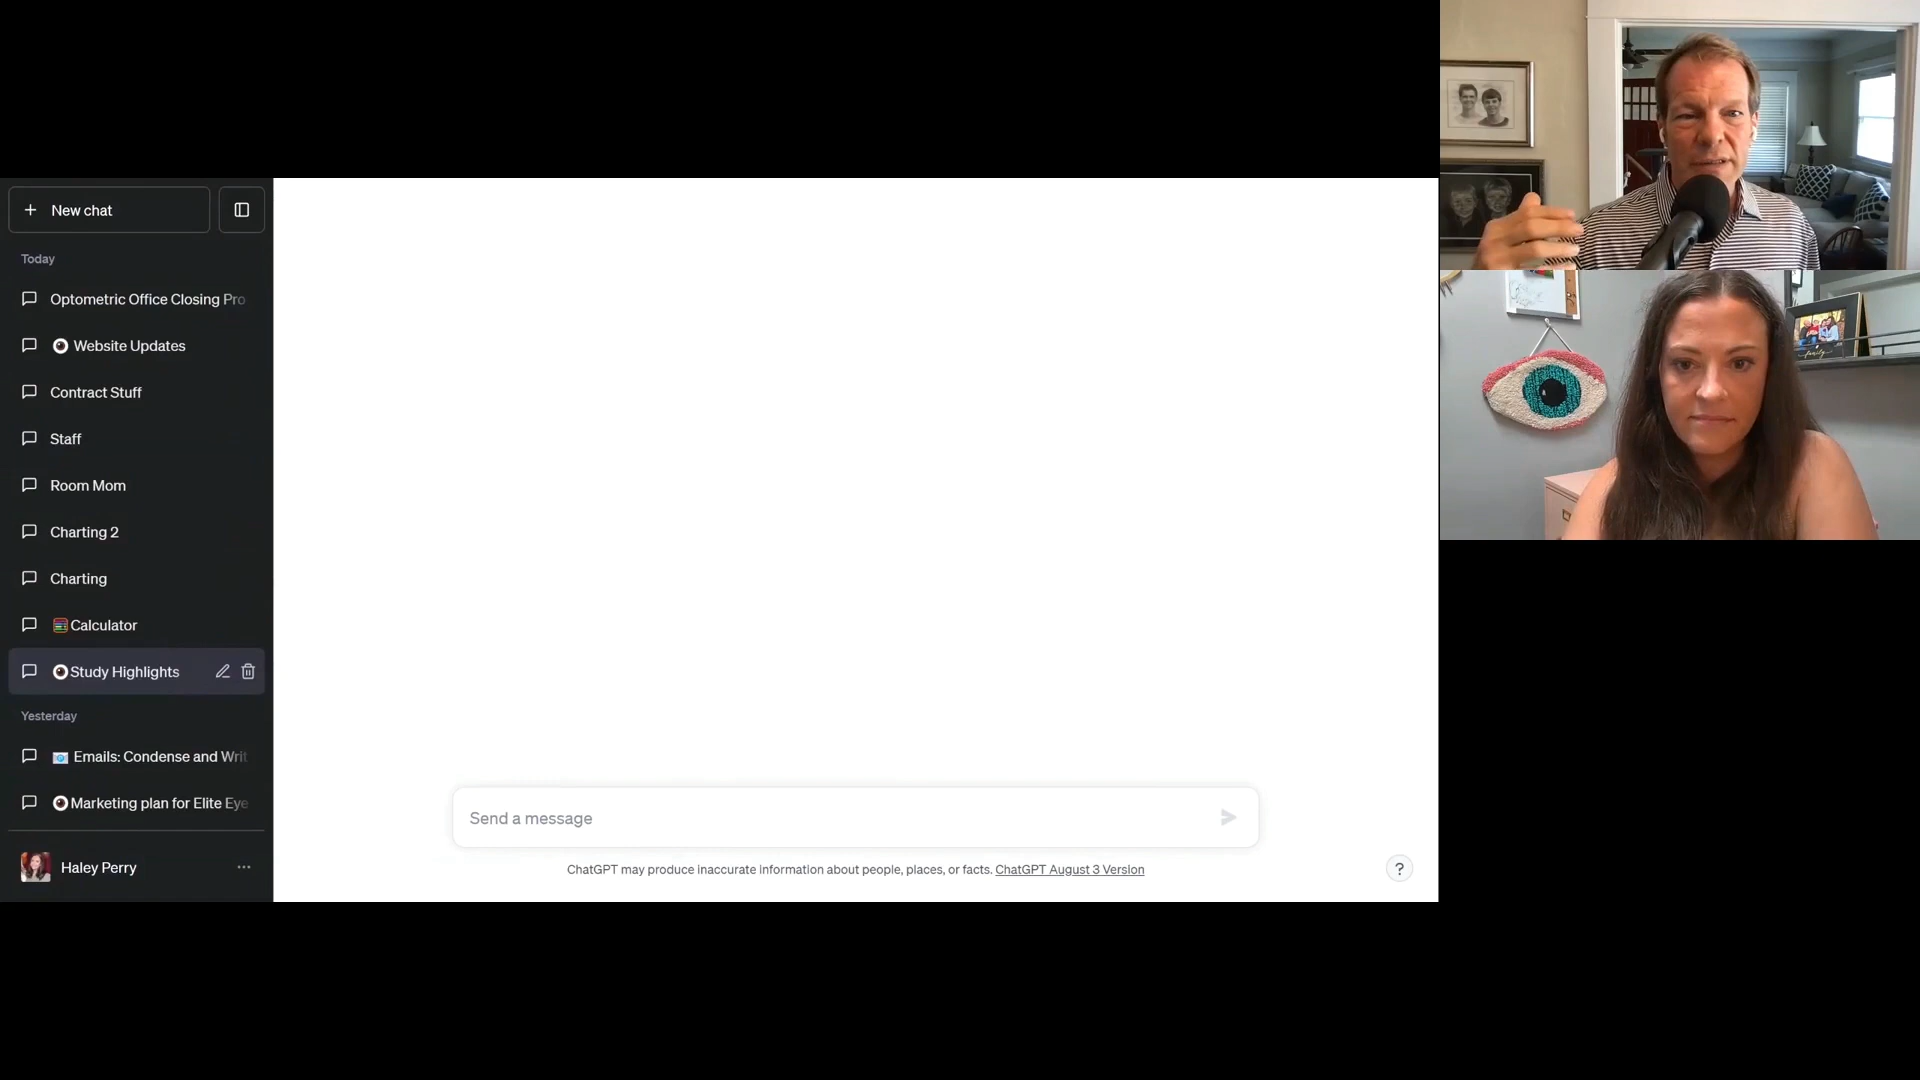 New chat
Today
Optometric Office Closing Pro
Website Updates
Contract Stuff
Staff
Room Mom
Charting 2
Charting
Calculator
Study Highlights
Yesterday
Emails: Condense and Writ
Marketing plan for Elite Eye
Haley Perry
Send a message
ChatGPT may produce inaccurate information about people, places, or facts. ChatGPT August 3 Version
?
family